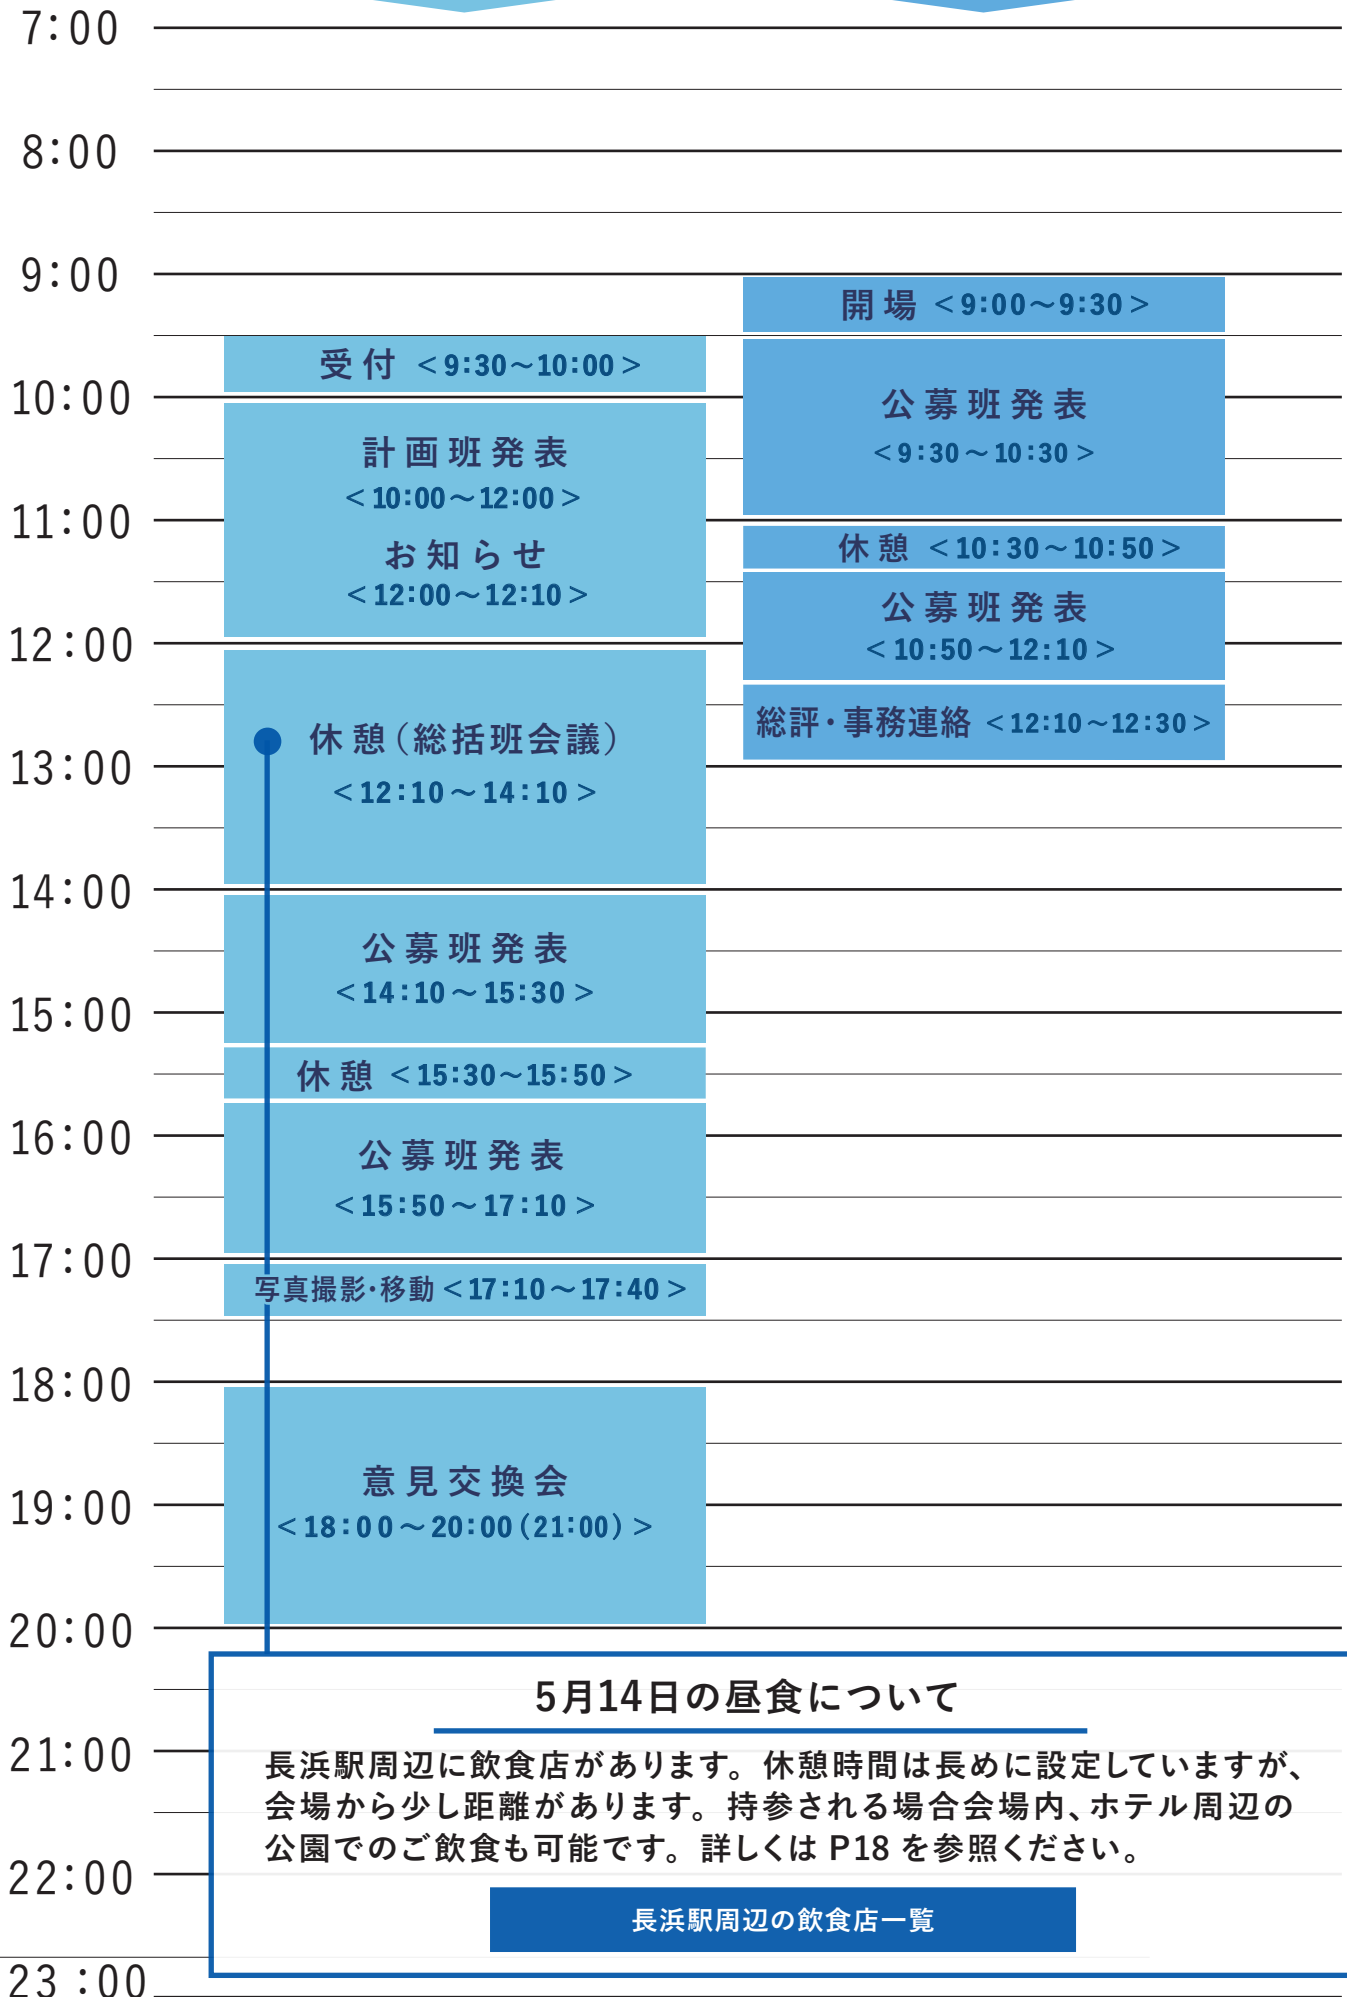 7:00
8:00
9:00
10:00
11:00
12:00
13:00
14:00
15:00
16:00
17:00
18:00
19:00
20:00
21:00
22:00
23 :00
受付 <9:30～10:00>
計画班発表
<10:00～12:00>
お知らせ
<12:00～12:10>
休憩（総括班会議）
<12:10～14:10>
公募班発表
<14:10～15:30>
休憩 <15:30～15:50>
公募班発表
<15:50～17:10>
写真撮影・移動 <17:10～17:40>
意見交換会
<18:00～20:00（21:00）>
開場 <9:00～9:30>
公募班発表
<9:30～10:30>
休憩 <10:30～10:50>
公募班発表
<10:50～12:10>
総評・事務連絡 <12:10～12:30>
5月14日の昼食について
長浜駅周辺に飲食店があります。休憩時間は長めに設定していますが、
会場から少し距離があります。持参される場合会場内、ホテル周辺の
公園でのご飲食も可能です。詳しくは P18 を参照ください。
長浜駅周辺の飲食店一覧